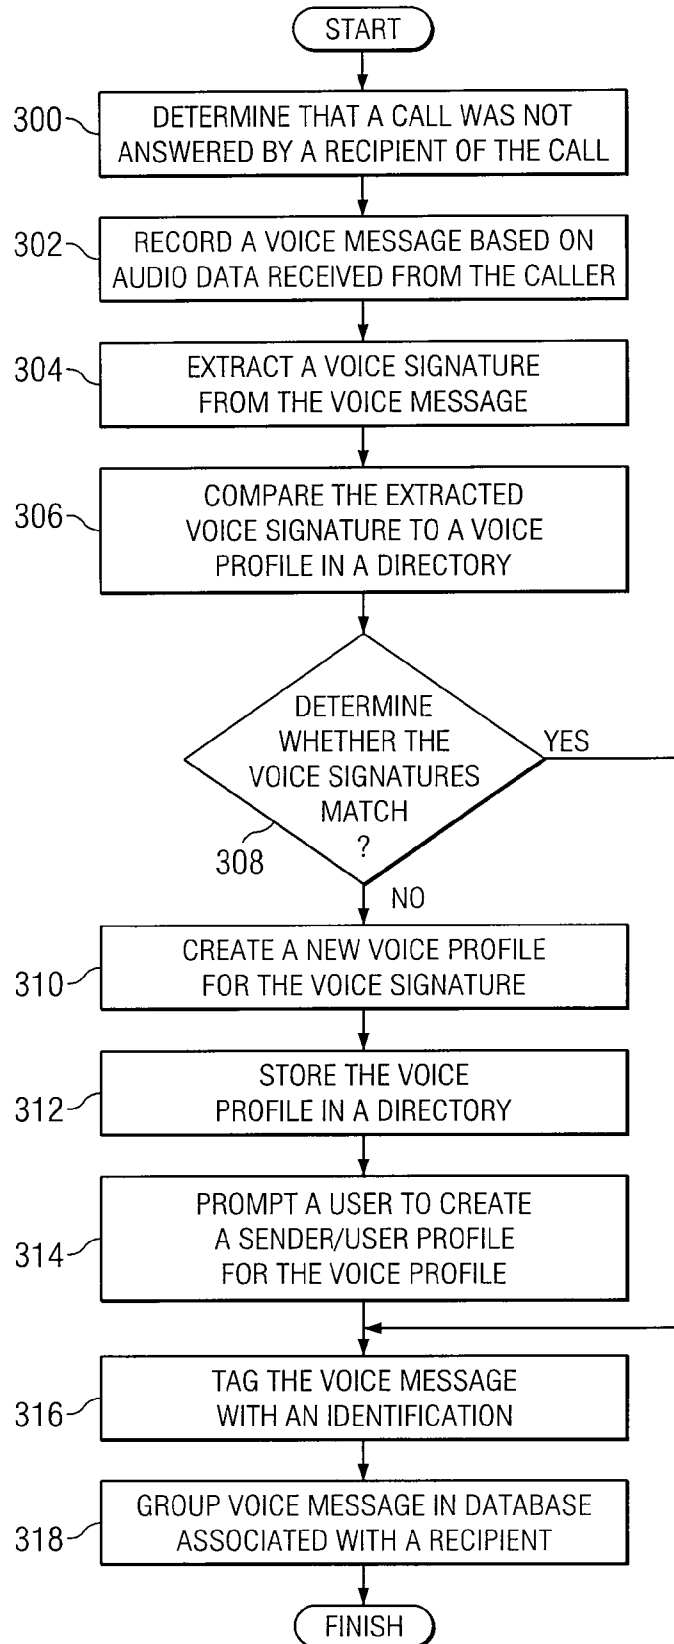 START
300
DETERMINE THAT A CALL WAS NOT
ANSWERED BY A RECIPIENT OF THE CALL
302
RECORD A VOICE MESSAGE BASED ON
AUDIO DATA RECEIVED FROM THE CALLER
304
EXTRACT A VOICE SIGNATURE
FROM THE VOICE MESSAGE
306
COMPARE THE EXTRACTED
VOICE SIGNATURE TO A VOICE
PROFILE IN A DIRECTORY
DETERMINE
WHETHER THE
VOICE SIGNATURES
MATCH
?
YES
308
NO
310
CREATE A NEW VOICE PROFILE
FOR THE VOICE SIGNATURE
312
STORE THE VOICE
PROFILE IN A DIRECTORY
314
PROMPT A USER TO CREATE
A SENDER/USER PROFILE
FOR THE VOICE PROFILE
316
TAG THE VOICE MESSAGE
WITH AN IDENTIFICATION
318
GROUP VOICE MESSAGE IN DATABASE
ASSOCIATED WITH A RECIPIENT
FINISH